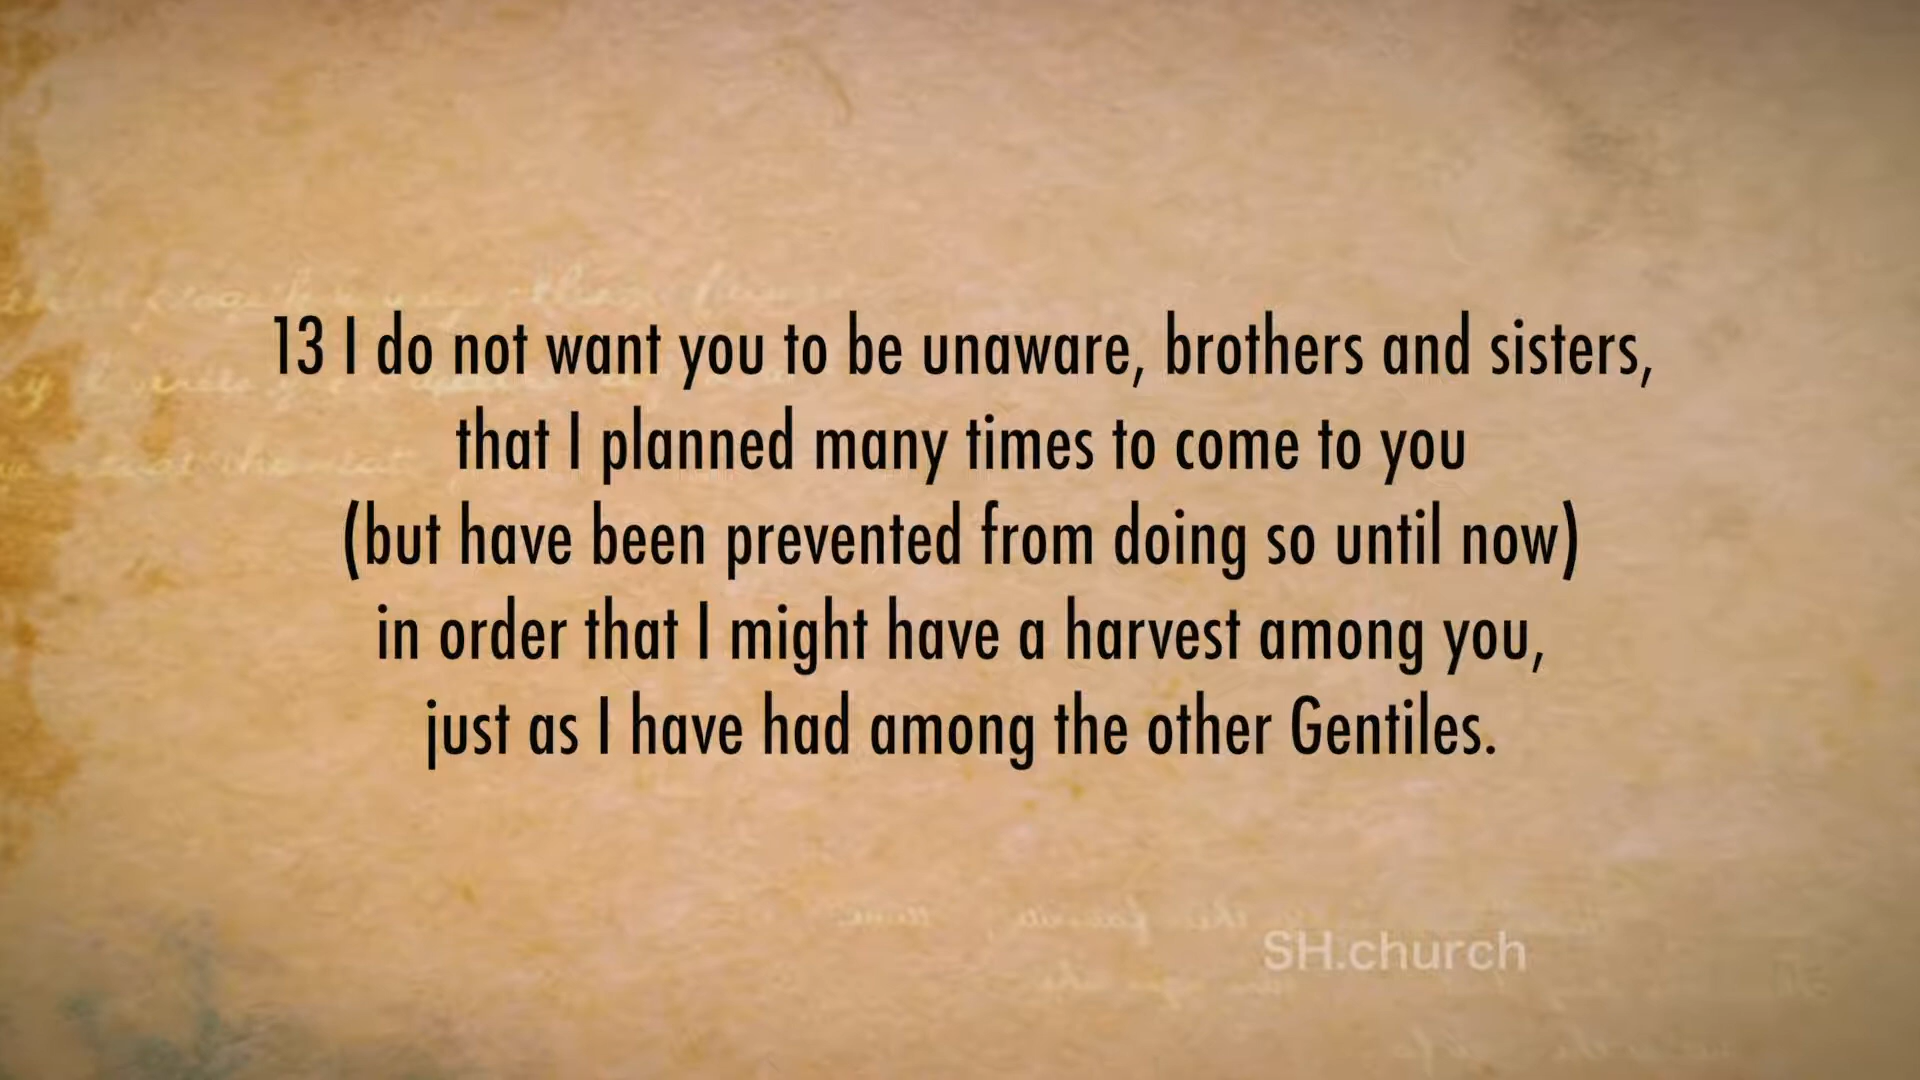 13 I do not want you to be unaware, brothers and sisters,
that I planned many times to come to you
(but have been prevented from doing so until now)
in order that I might have a harvest among you,
just as I have had among the other Gentiles.
SH.church